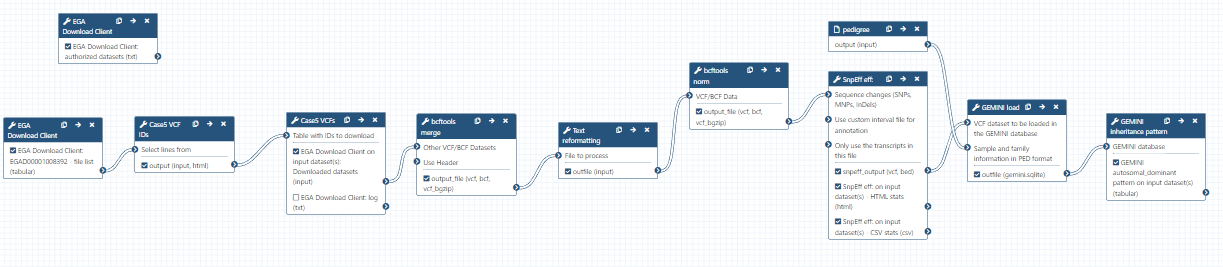 EGA
Download Client
EGA Download Client:
authorized datasets (txt)
EGA
Download Client
EGA Download Client:
EGAD00001008392 - file list
(tabular)
Case5 VCF
IDs
Select lines from
output (input, html)
Case5 VCFs
Table with IDs to download
EGA Download Client on
input dataset(s):
Downloaded datasets
(input)
EGA Download Client: log
(txt)
bcftools
merge
Other VCF/BCF Datasets
Use Header
output_file (vcf, bcf,
vcf_bgzip)
Text
reformatting
File to process
outfile (input)
bcftools
norm
VCF/BCF Data
output_file (vcf, bcf,
vcf_bgzip)
pedigree
output (input)
SnpEff eff:
Sequence changes (SNPs,
MNPs, InDels)
Use custom interval file for
annotation
Only use the transcripts in
this file
snpeff_output (vcf, bed)
SnpEff eff: on input
dataset(s) - HTML stats
(html)
SnpEff eff: on input
dataset(s) - CSV stats (csv)
GEMINI load
VCF dataset to be loaded in
the GEMINI database
Sample and family
information in PED format
outfile (gemini.sqlite)
GEMINI
inheritance pattern
GEMINI database
GEMINI
autosomal_dominant
pattern on input dataset(s)
(tabular)